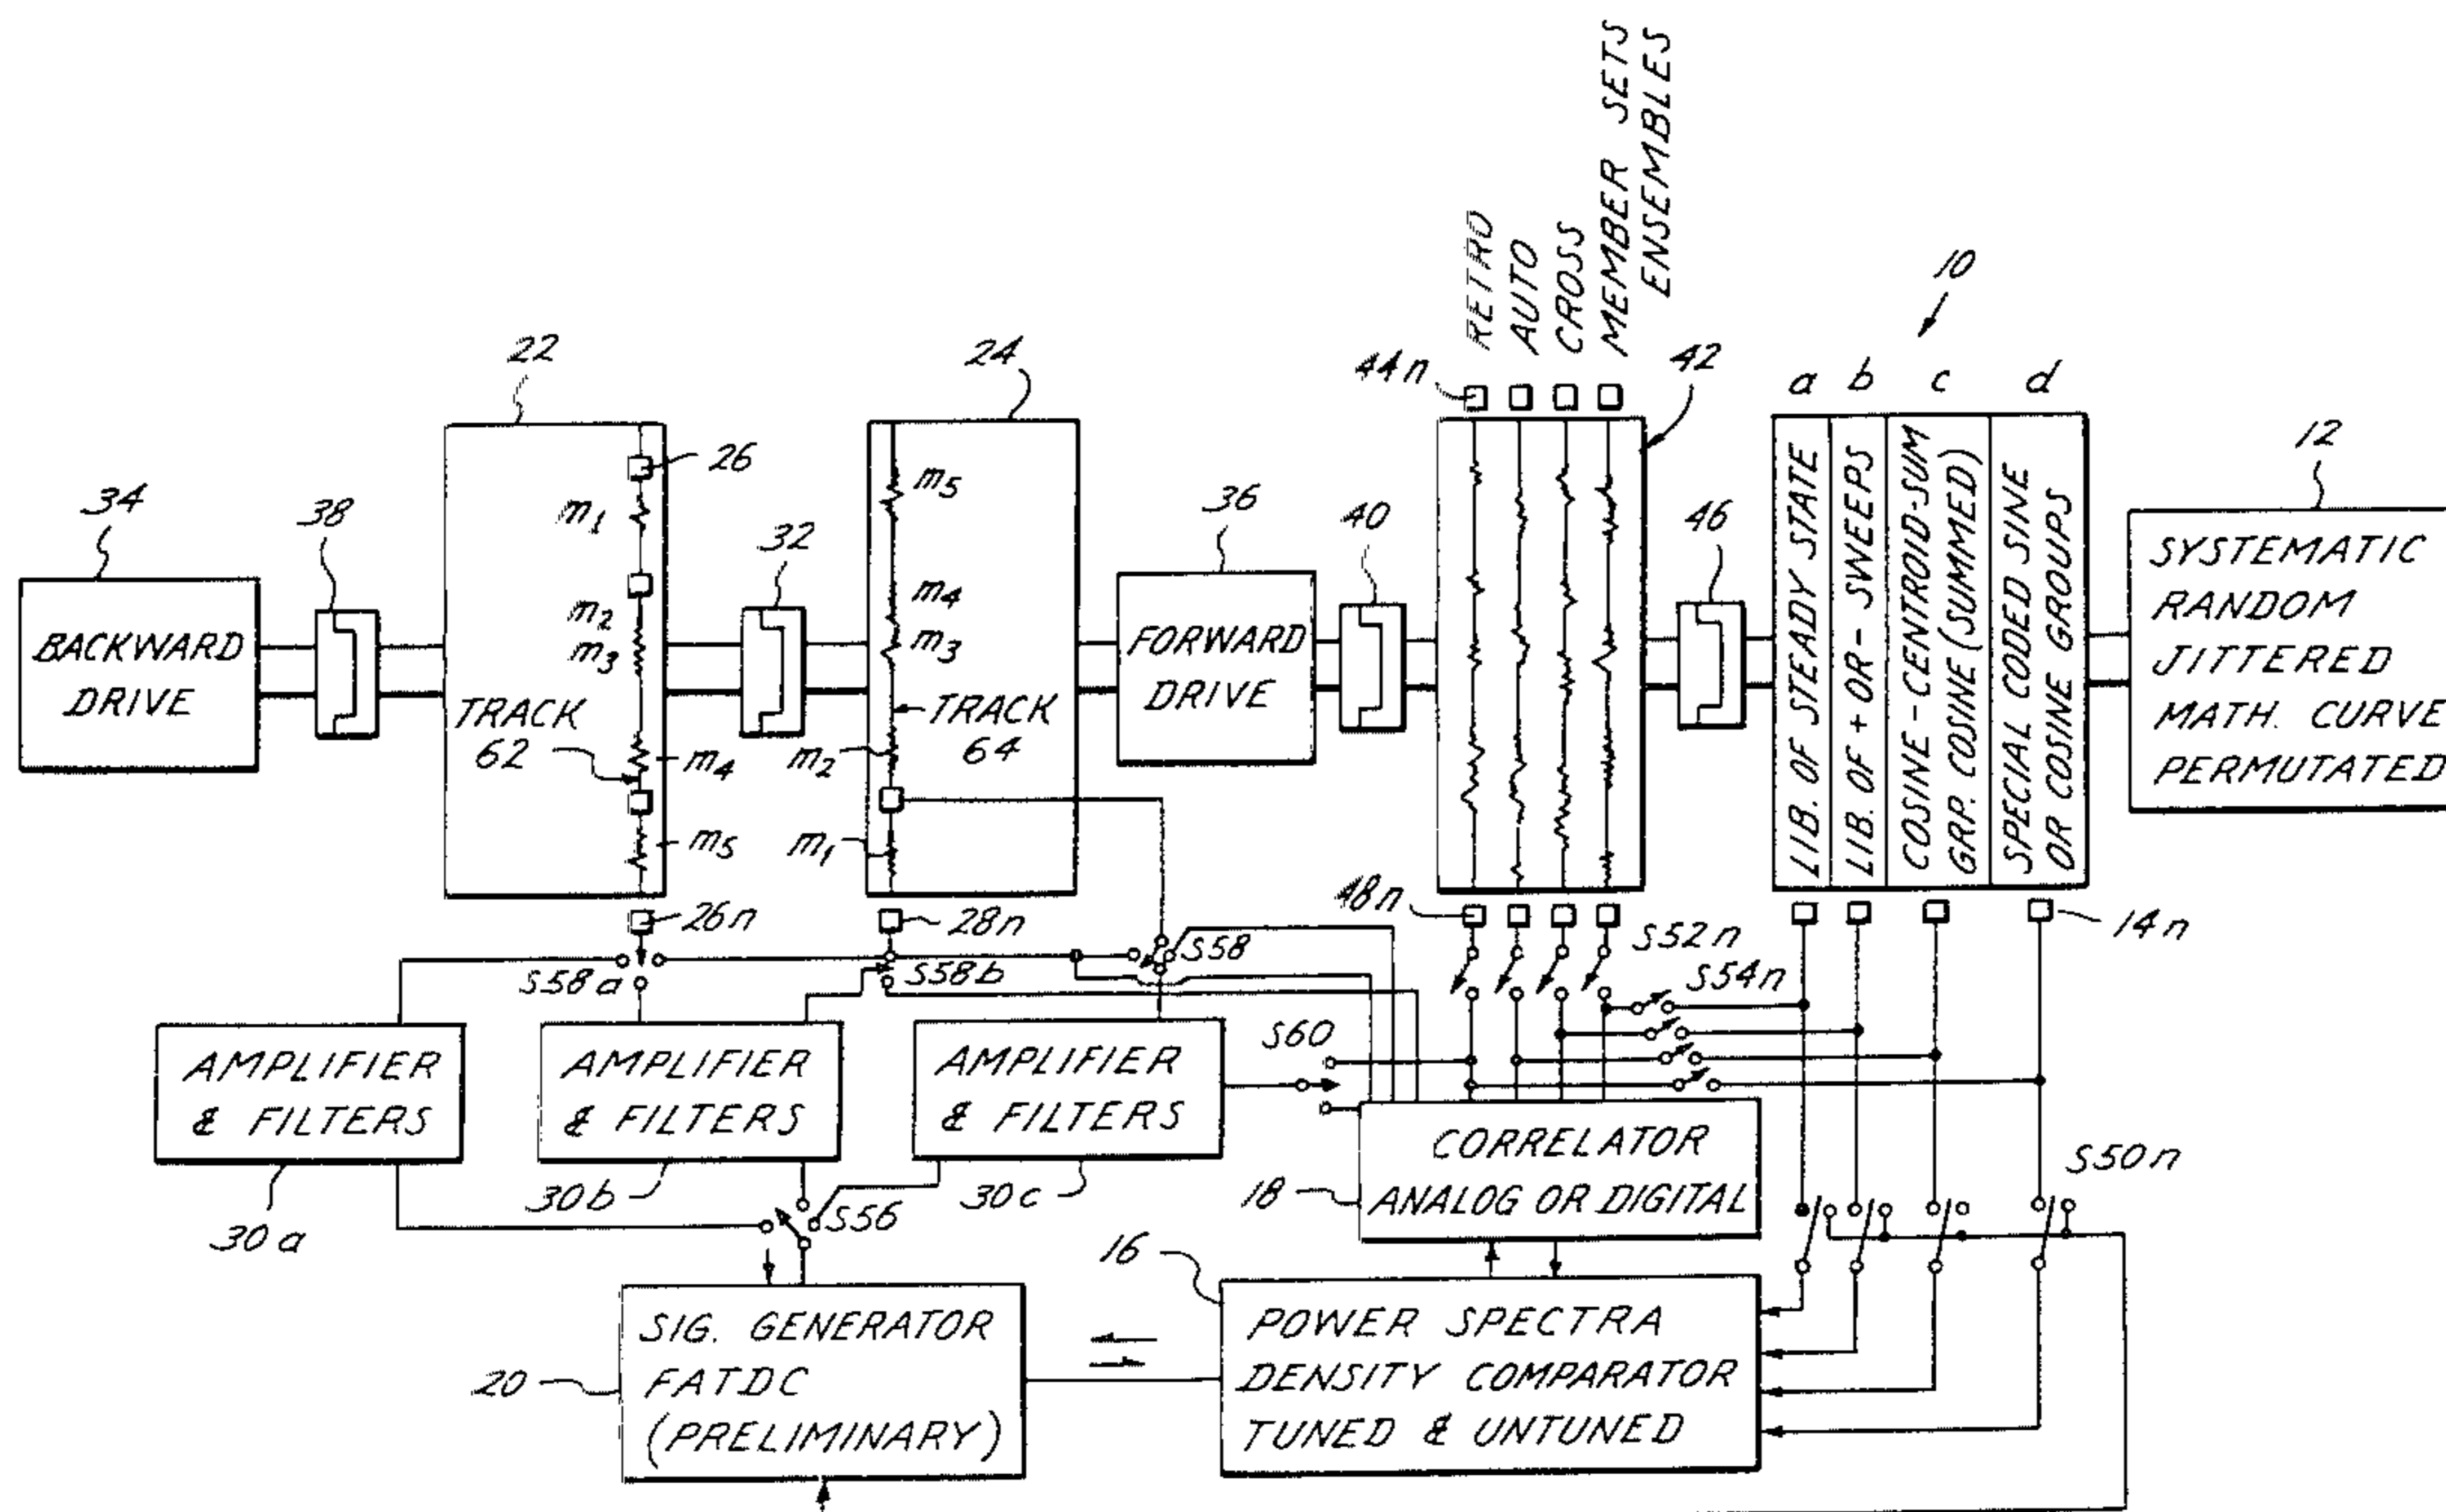 RETRO
AUTO
CROSS
MEMBER SETS
ENSEMBLES
10
22
24
44n
42
a
b
c
d
12
34
38
26
m1
m2
m3
TRACK
62
m4
m5
32
m5
m4
m3
TRACK
64
m2
m1
36
40
46
BACKWARD
DRIVE
FORWARD
DRIVE
LIB. OF STEADY STATE
LIB. OF + OR - SWEEPS
COSINE - CENTROID-SUM
GRP. COSINE (SUMMED)
SPECIAL CODED SINE
OR COSINE GROUPS
SYSTEMATIC
RANDOM
JITTERED
MATH. CURVE
PERMUTATED
26n
28n
48n
14n
S58a
S58b
S58
S52n
S54n
S60
AMPLIFIER
& FILTERS
AMPLIFIER
& FILTERS
AMPLIFIER
& FILTERS
30a
30b
30c
S56
18
CORRELATOR
ANALOG OR DIGITAL
S50n
16
POWER SPECTRA
DENSITY COMPARATOR
TUNED & UNTUNED
20
SIG. GENERATOR
FATDC
(PRELIMINARY)